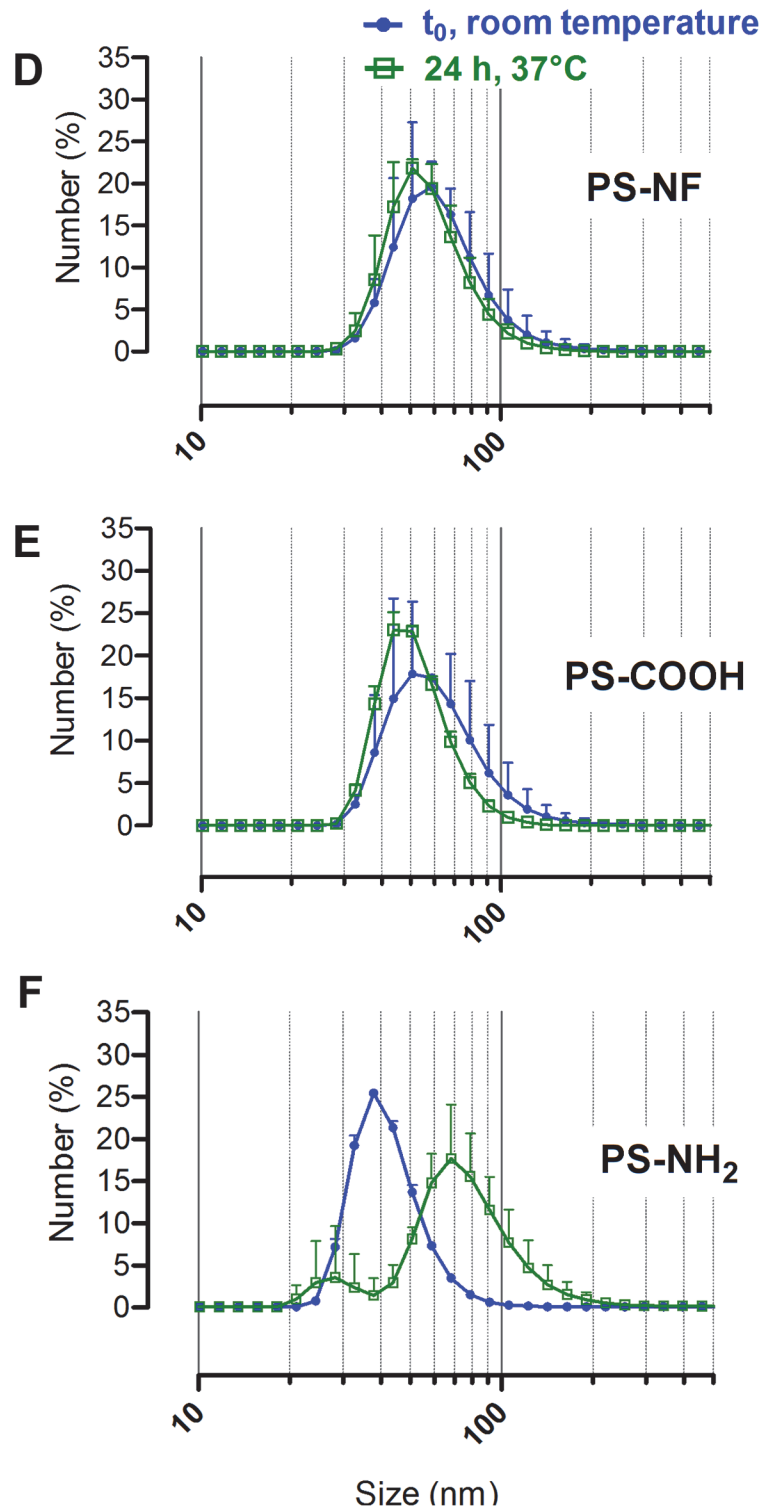 t₀, room temperature
24 h, 37°C
D
35
30
25
20
15
10
5
0
Number (%)
PS-NF
10
100
E
35
30
25
20
15
10
5
0
Number (%)
PS-COOH
10
100
F
35
30
25
20
15
10
5
0
Number (%)
PS-NH₂
10
100
Size (nm)